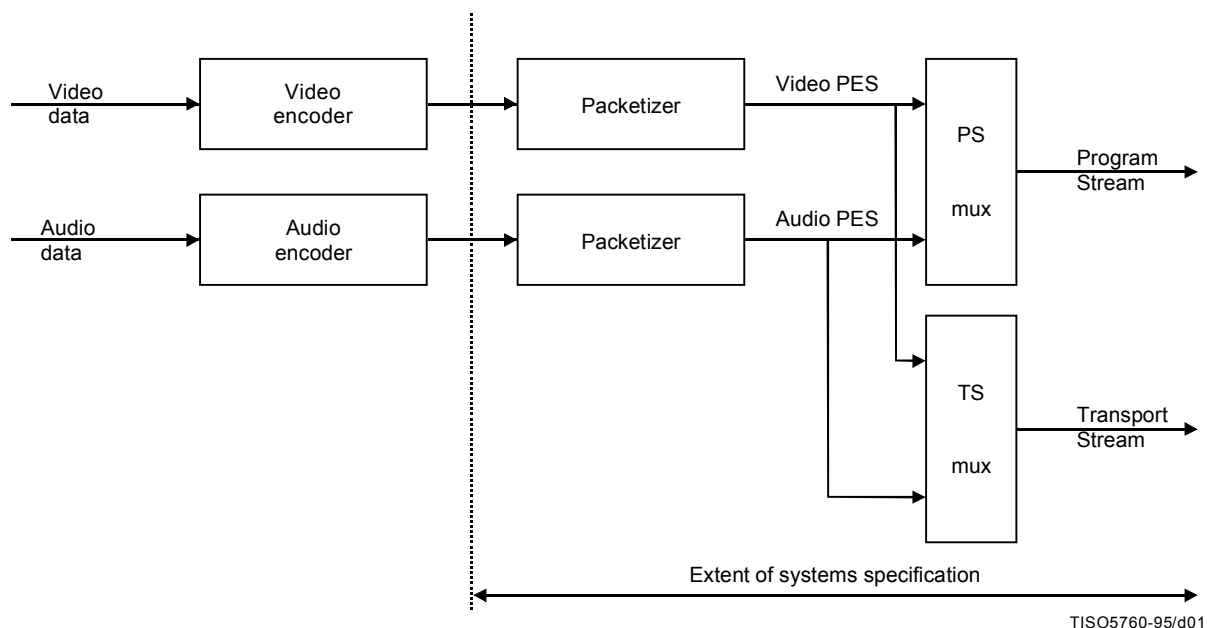 Video
data
Video
encoder
Packetizer
Video PES
PS
mux
Program
Stream
Audio
data
Audio
encoder
Packetizer
Audio PES
TS
mux
Transport
Stream
Extent of systems specification
TISO5760-95/d01